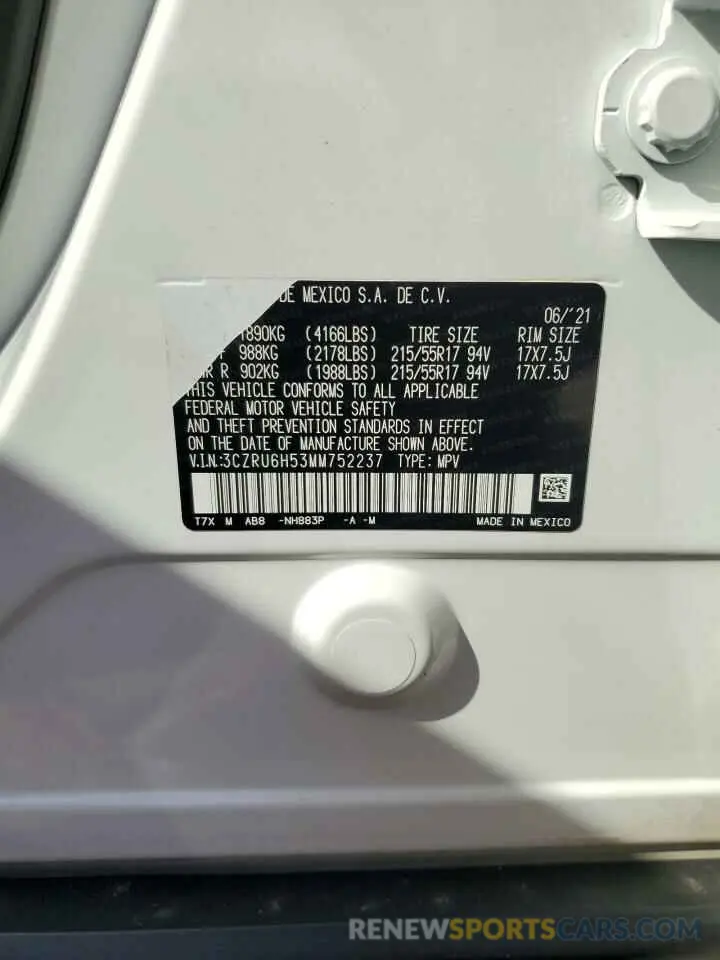 DE MEXICO S.A. DE C.V.
06/'21
1890KG (4166LBS) TIRE SIZE RIM SIZE
988KG (2178LBS) 215/55R17 94V 17X7.5J
R 902KG (1988LBS) 215/55R17 94V 17X7.5J
THIS VEHICLE CONFORMS TO ALL APPLICABLE
FEDERAL MOTOR VEHICLE SAFETY
AND THEFT PREVENTION STANDARDS IN EFFECT
ON THE DATE OF MANUFACTURE SHOWN ABOVE.
V.I.N.:3CZRU6H53MM752237 TYPE: MPV
T7X M AB8 -NH883P -A -M MADE IN MEXICO
RENEWSPORTSCARS.COM